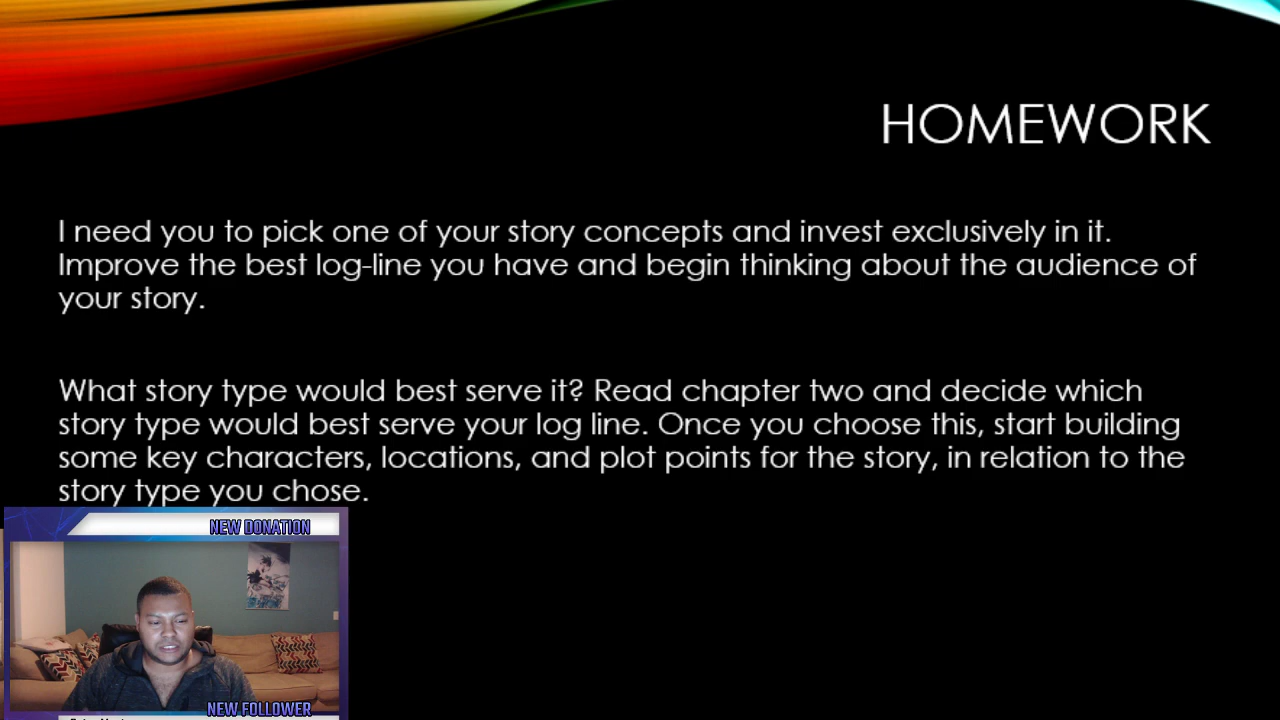 HOMEWORK
I need you to pick one of your story concepts and invest exclusively in it.
Improve the best log-line you have and begin thinking about the audience of
your story.
What story type would best serve it? Read chapter two and decide which
story type would best serve your log line. Once you choose this, start building
some key characters, locations, and plot points for the story, in relation to the
story type you chose.
NEW DONATION
NEW FOLLOWER